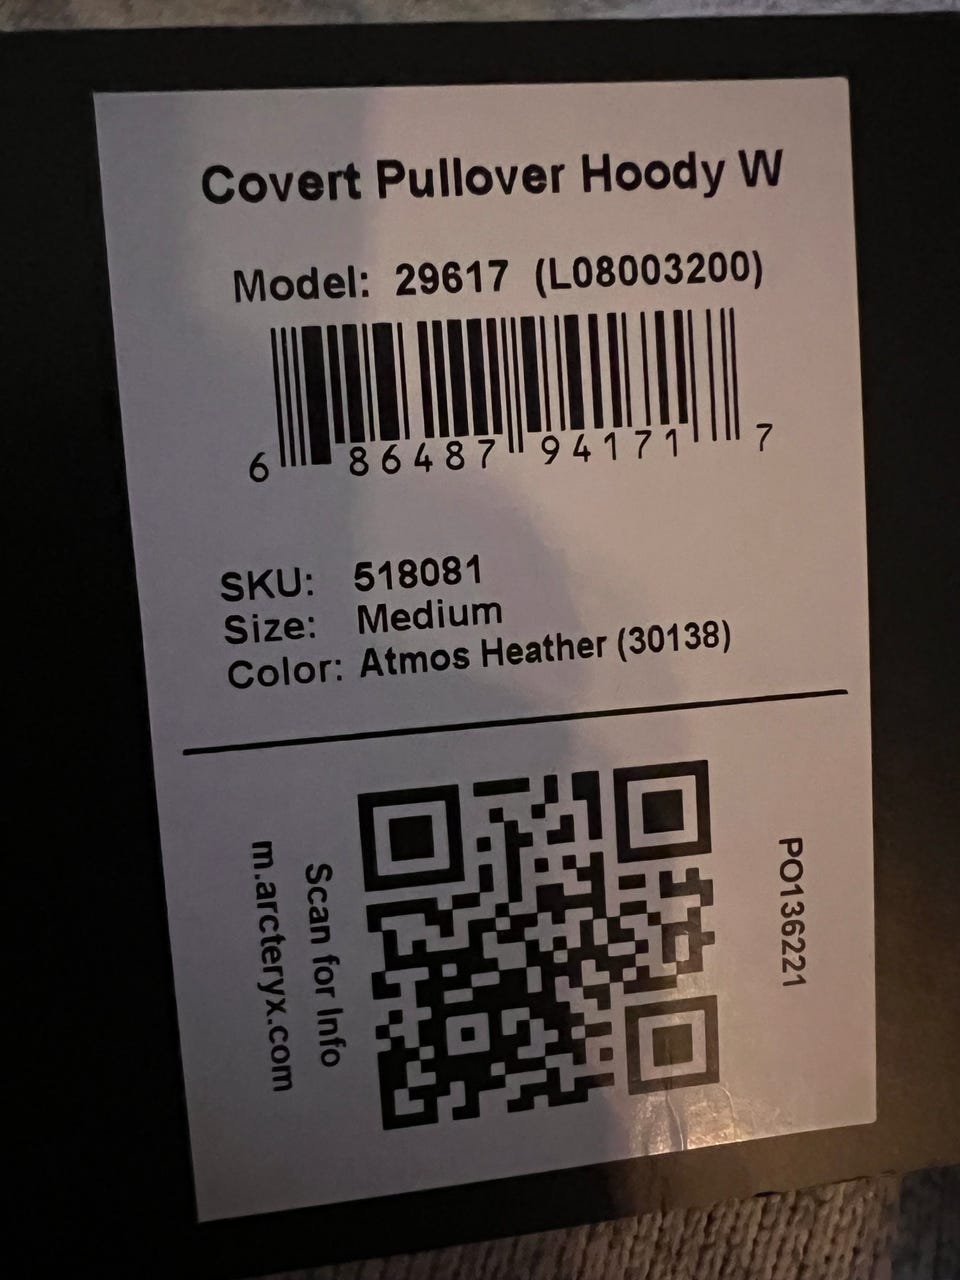 Covert Pullover Hoody W
Model: 29617 (L08003200)
6 86487 94171 7
SKU: 518081
Size: Medium
Color: Atmos Heather (30138)
PO136221
Scan for Info
m.arcteryx.com